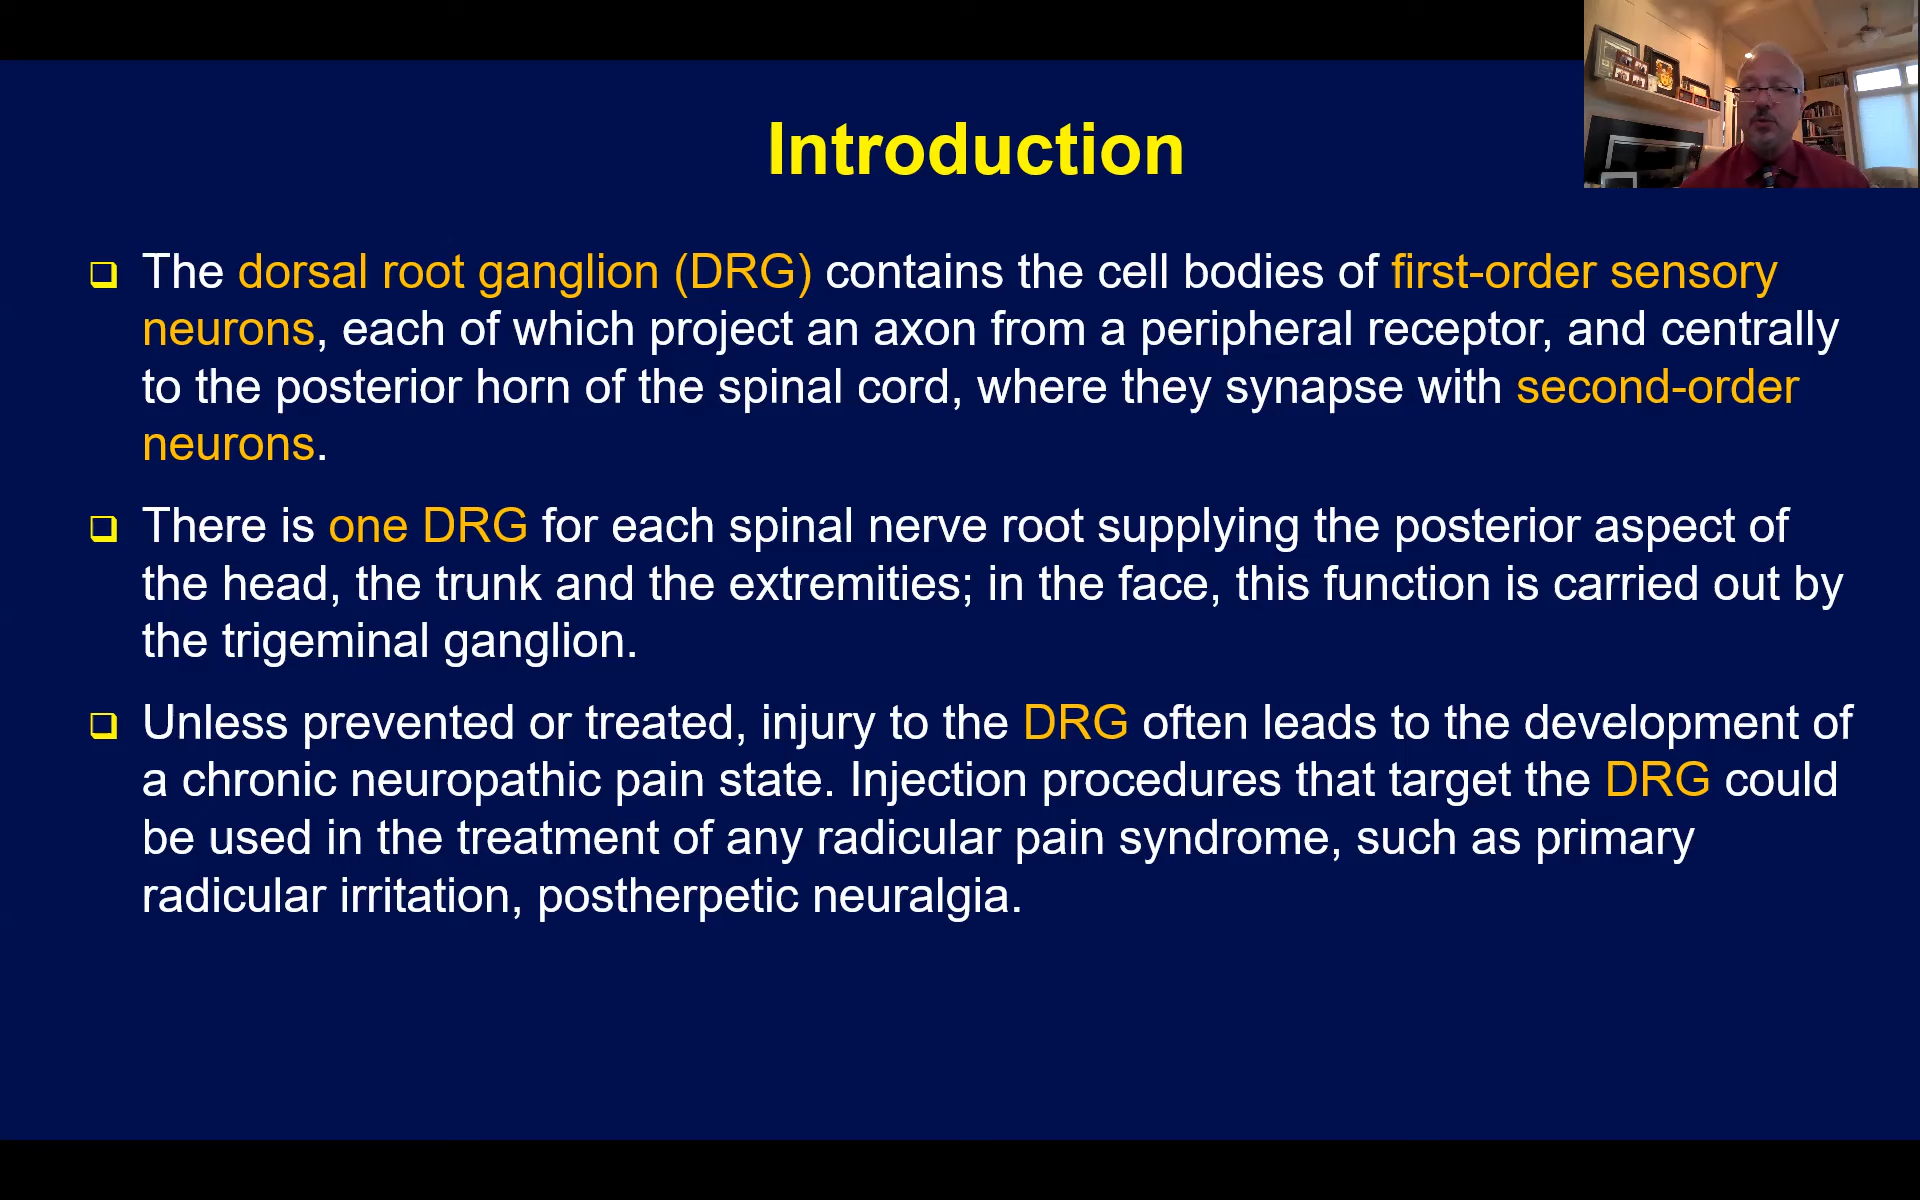 Introduction
The dorsal root ganglion (DRG) contains the cell bodies of first-order sensory
neurons, each of which project an axon from a peripheral receptor, and centrally
to the posterior horn of the spinal cord, where they synapse with second-order
neurons.
There is one DRG for each spinal nerve root supplying the posterior aspect of
the head, the trunk and the extremities; in the face, this function is carried out by
the trigeminal ganglion.
Unless prevented or treated, injury to the DRG often leads to the development of
a chronic neuropathic pain state. Injection procedures that target the DRG could
be used in the treatment of any radicular pain syndrome, such as primary
radicular irritation, postherpetic neuralgia.